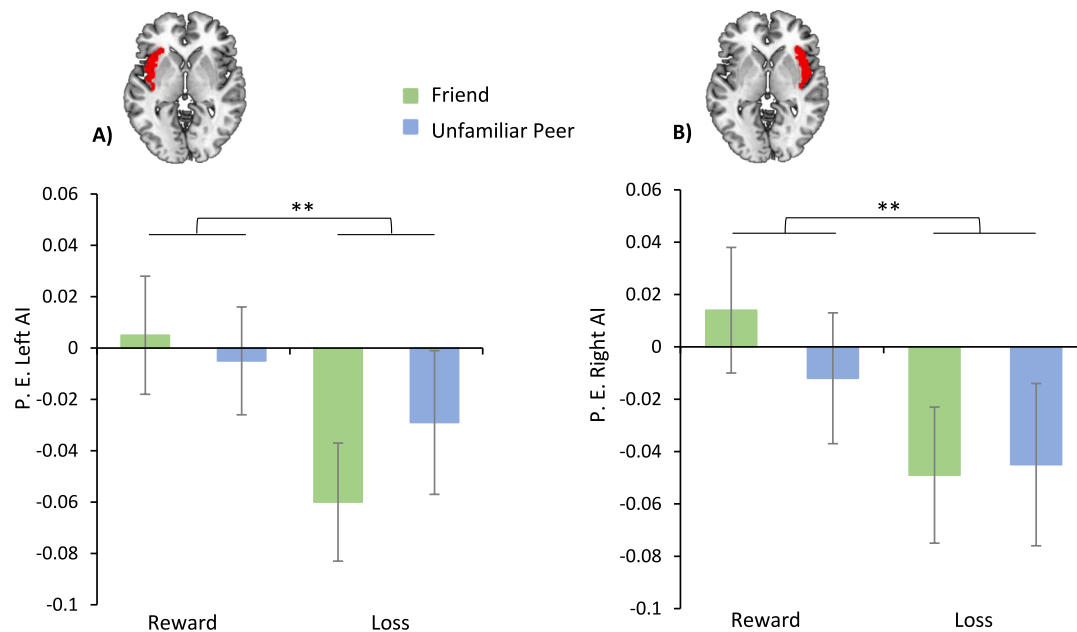 A)
Friend
Unfamiliar Peer
B)
0.06
0.04
0.02
0
-0.02
-0.04
-0.06
-0.08
-0.1
P. E. Left AI
**
Reward
Loss
0.06
0.04
0.02
0
-0.02
-0.04
-0.06
-0.08
-0.1
P. E. Right AI
**
Reward
Loss